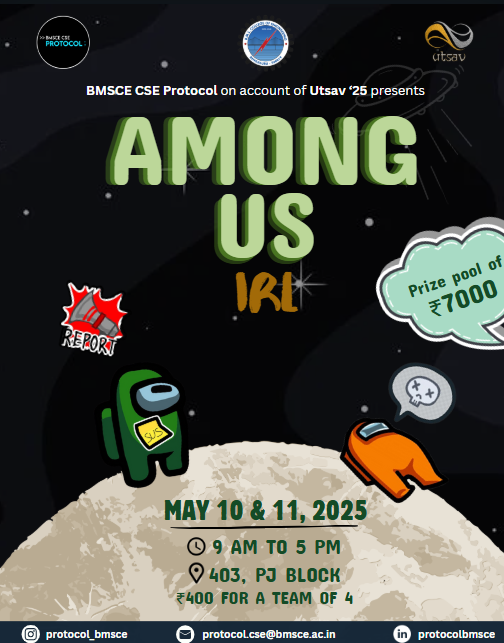 >> BMSCE CSE
PROTOCOL
utsav
BMSCE CSE Protocol on account of Utsav ‘25 presents
AMONG
US
IRL
Prize pool of
₹7000
REPORT
SUS
MAY 10 & 11, 2025
9 AM TO 5 PM
403, PJ BLOCK
₹400 FOR A TEAM OF 4
protocol_bmsce
protocol.cse@bmsce.ac.in
protocolbmsce